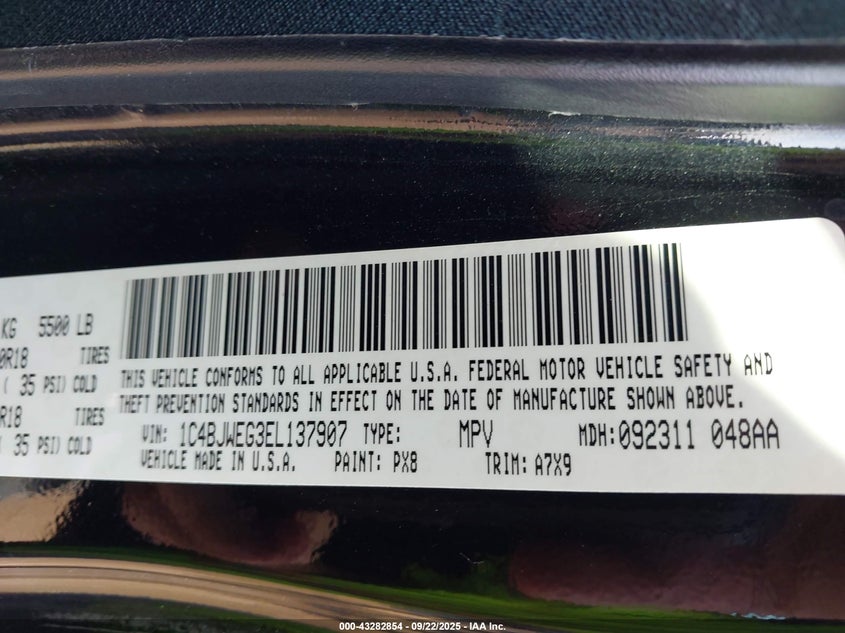 KG 5500 LB
0R18 TIRES
( 35 PSI) COLD
R18 TIRES
( 35 PSI) COLD
THIS VEHICLE CONFORMS TO ALL APPLICABLE U.S.A. FEDERAL MOTOR VEHICLE SAFETY AND
THEFT PREVENTION STANDARDS IN EFFECT ON THE DATE OF MANUFACTURE SHOWN ABOVE.
VIN: 1C4BJWEG3EL137907 TYPE: MPV MDH:092311 048AA
VEHICLE MADE IN U.S.A. PAINT: PX8 TRIM: A7X9
000-43282854 - 09/22/2025 - IAA Inc.